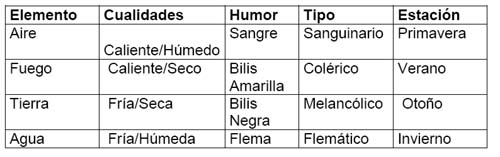 Elemento Cualidades Humor Tipo Estación
Aire Caliente/Húmedo Sangre Sanguinario Primavera
Fuego Caliente/Seco Bilis Amarilla Colérico Verano
Tierra Fría/Seca Bilis Negra Melancólico Otoño
Agua Fría/Húmeda Flema Flemático Invierno